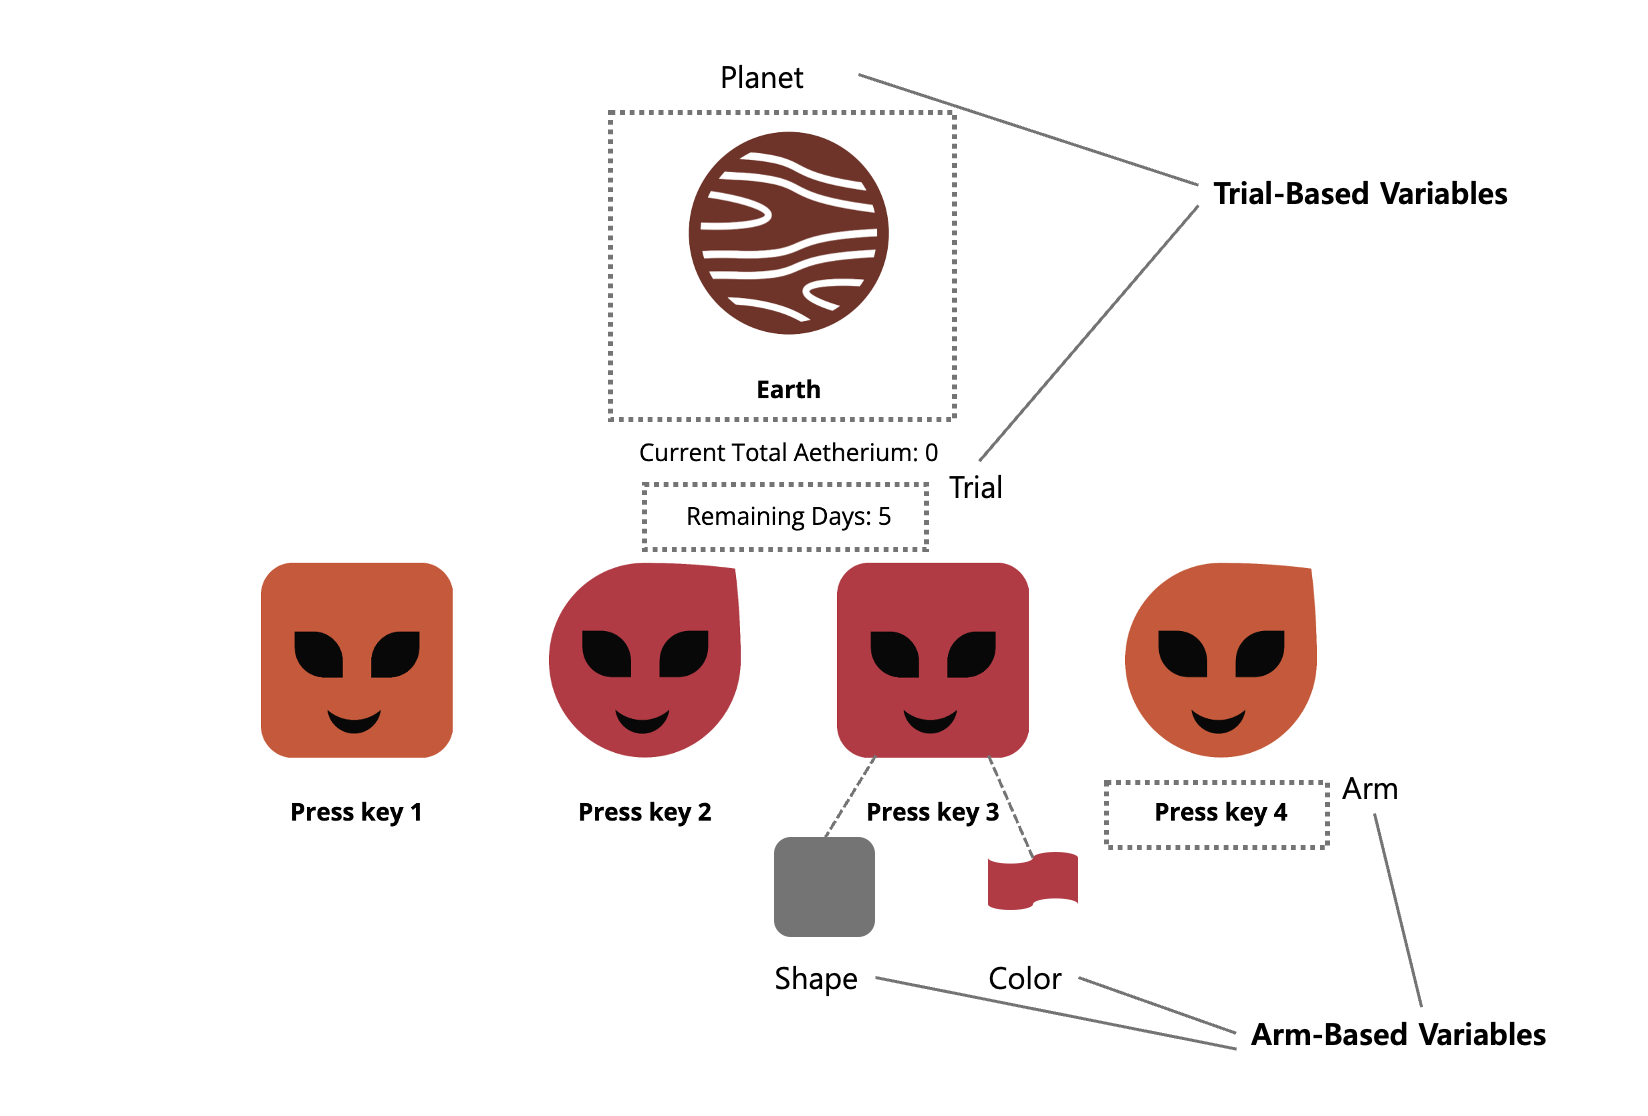 Planet
Trial-Based Variables
Earth
Current Total Aetherium: 0
Trial
Remaining Days: 5
Press key 1
Press key 2
Press key 3
Press key 4
Arm
Shape
Color
Arm-Based Variables